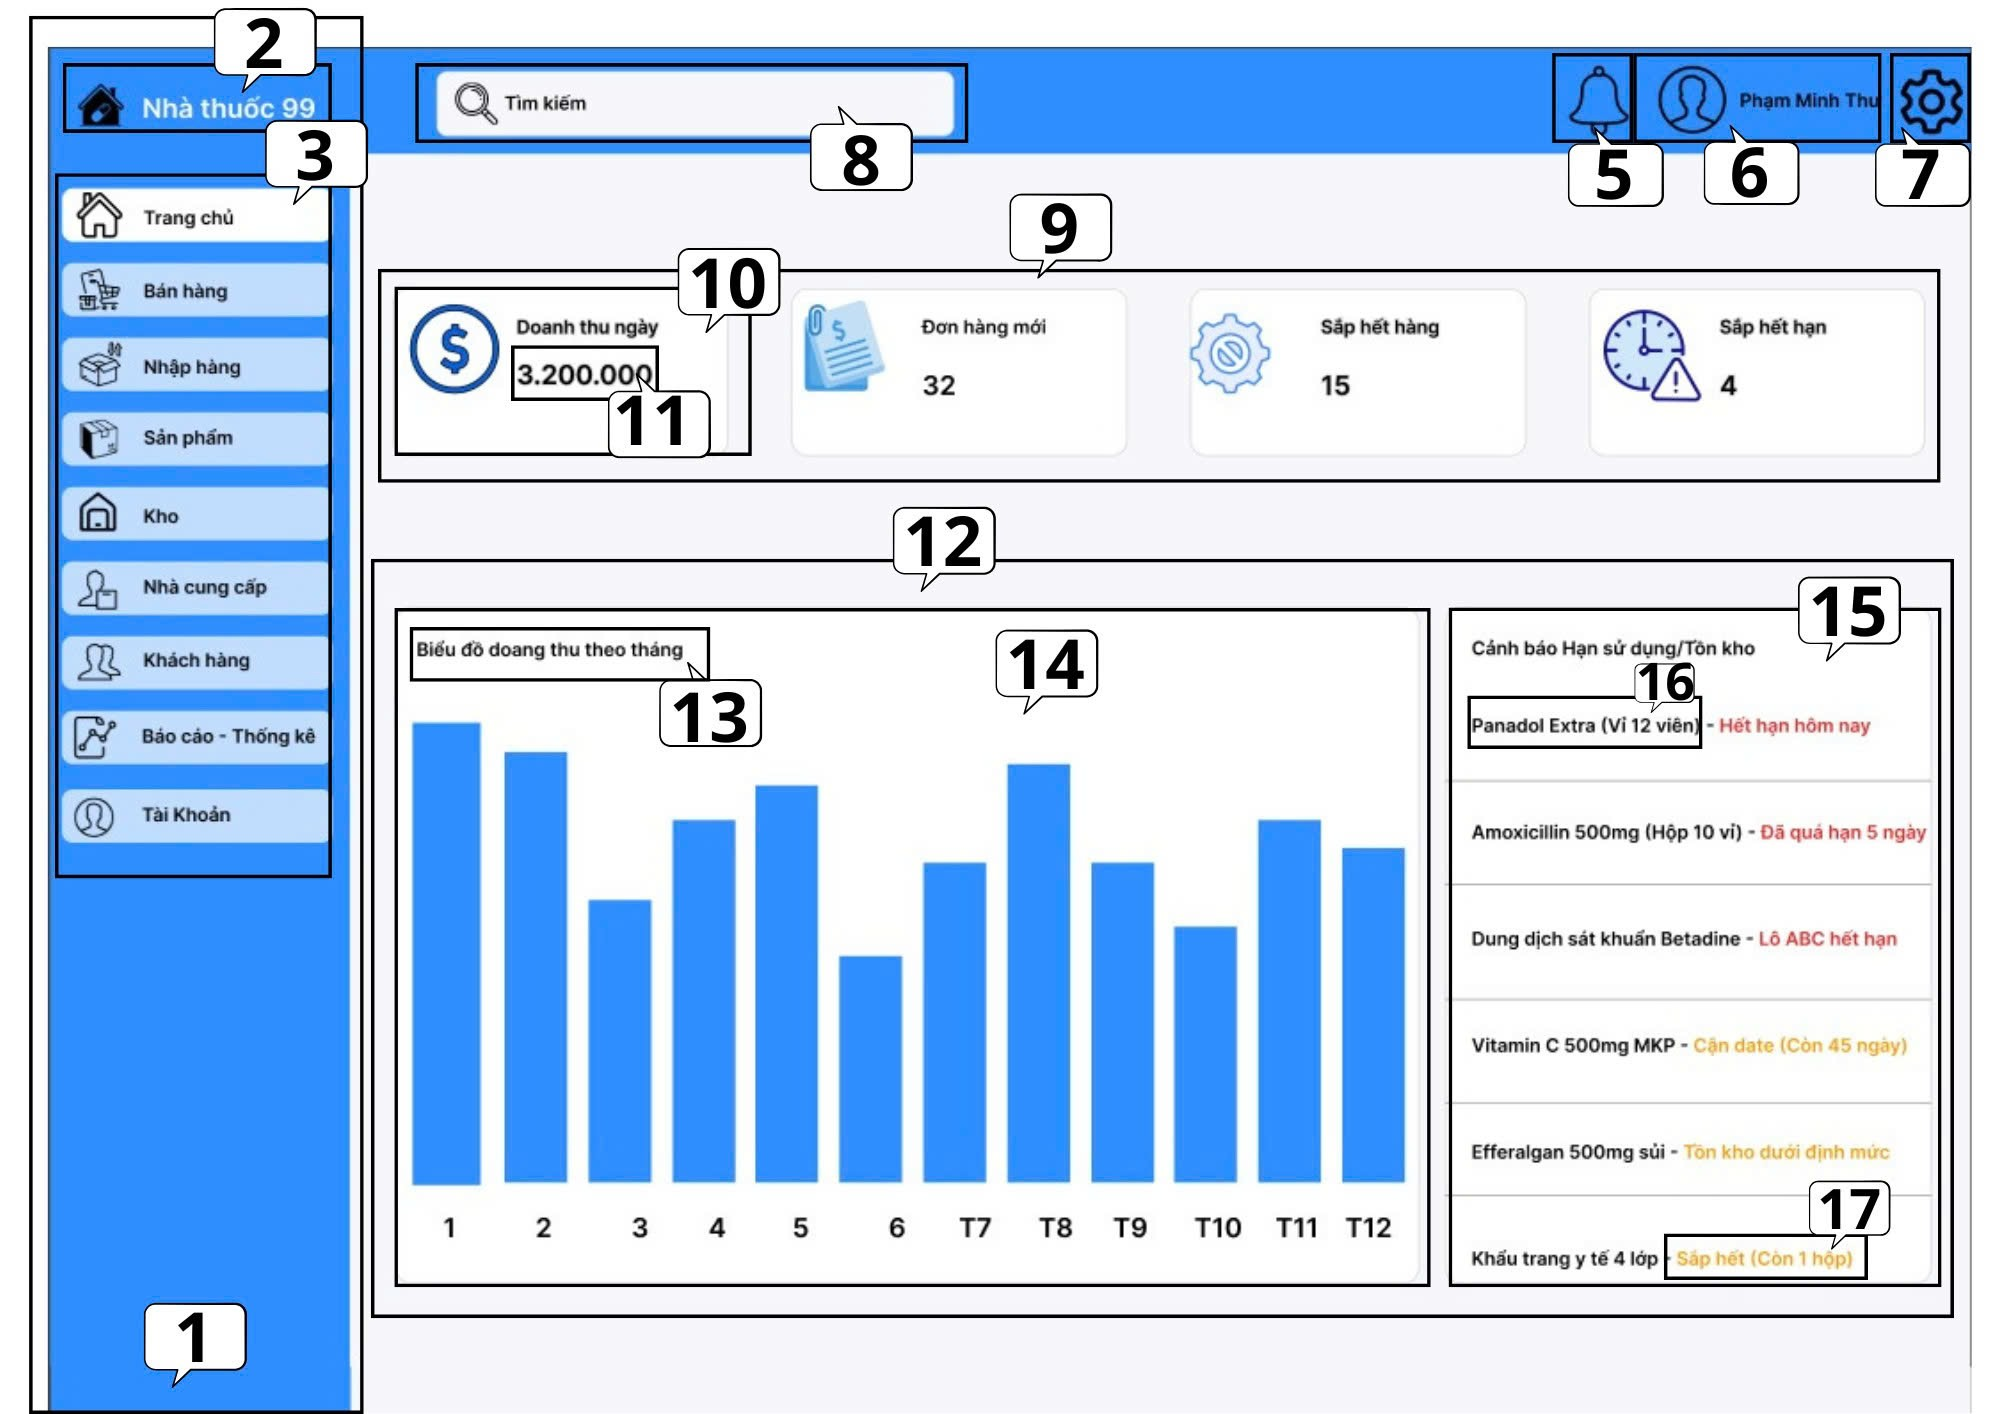 2
Nhà thuốc 99
3
Tìm kiếm
8
Phạm Minh Thu
5
6
7
Trang chủ
Bán hàng
Nhập hàng
Sản phẩm
Kho
Nhà cung cấp
Khách hàng
Báo cáo - Thống kê
Tài Khoản
1
9
10
Doanh thu ngày
3.200.000
11
Đơn hàng mới
32
Sắp hết hàng
15
Sắp hết hạn
4
12
Biểu đồ doang thu theo tháng
13
14
1 2 3 4 5 6 T7 T8 T9 T10 T11 T12
15
Cảnh báo Hạn sử dụng/Tồn kho
16
Panadol Extra (Vỉ 12 viên) - Hết hạn hôm nay
Amoxicillin 500mg (Hộp 10 vỉ) - Đã quá hạn 5 ngày
Dung dịch sát khuẩn Betadine - Lô ABC hết hạn
Vitamin C 500mg MKP - Cận date (Còn 45 ngày)
Efferalgan 500mg sủi - Tồn kho dưới định mức
17
Khẩu trang y tế 4 lớp - Sắp hết (Còn 1 hộp)